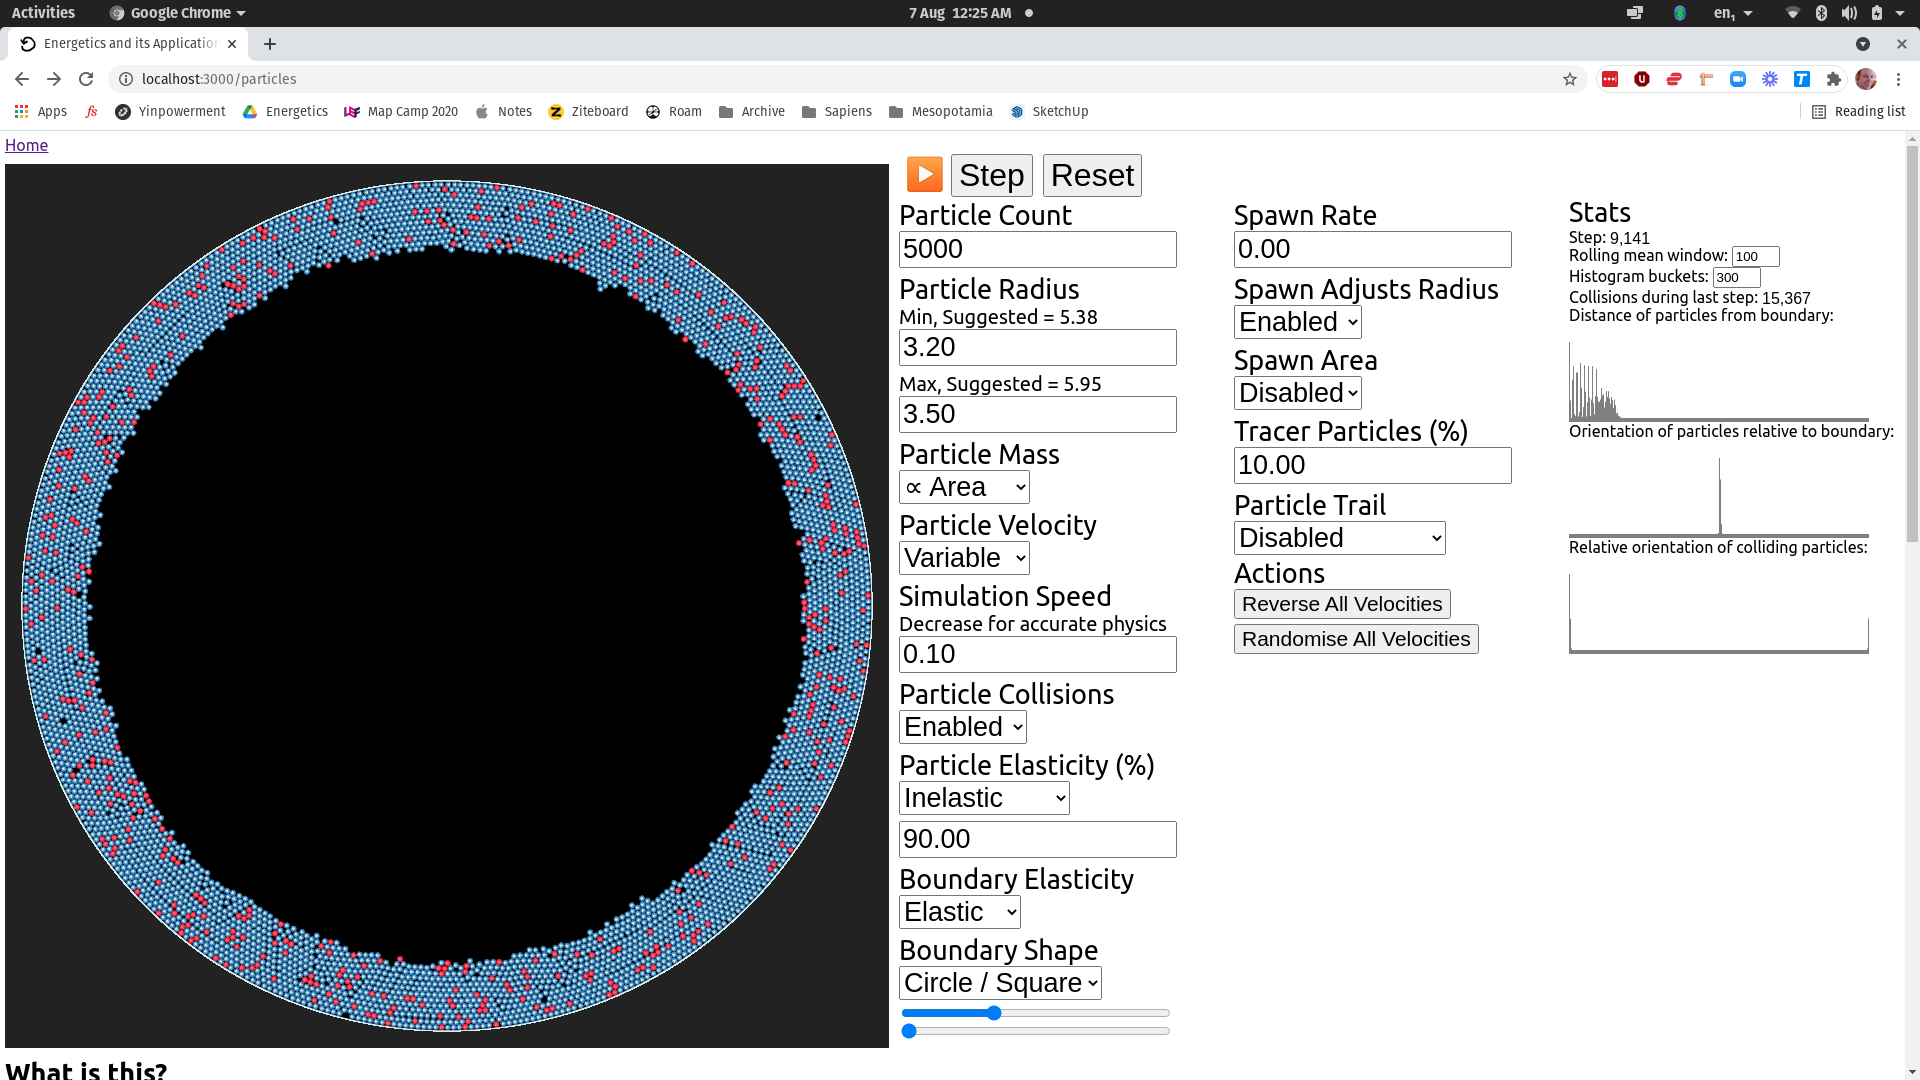 Activities
Google Chrome
7 Aug 12:25 AM
en1
Energetics and its Application
localhost:3000/particles
Apps
fs
Yinpowerment
Energetics
Map Camp 2020
Notes
Ziteboard
Roam
Archive
Sapiens
Mesopotamia
SketchUp
Reading list
Home
Step
Reset
Particle Count
5000
Particle Radius
Min, Suggested = 5.38
3.20
Max, Suggested = 5.95
3.50
Particle Mass
∝ Area
Particle Velocity
Variable
Simulation Speed
Decrease for accurate physics
0.10
Particle Collisions
Enabled
Particle Elasticity (%)
Inelastic
90.00
Boundary Elasticity
Elastic
Boundary Shape
Circle / Square
Spawn Rate
0.00
Spawn Adjusts Radius
Enabled
Spawn Area
Disabled
Tracer Particles (%)
10.00
Particle Trail
Disabled
Actions
Reverse All Velocities
Randomise All Velocities
Stats
Step: 9,141
Rolling mean window: 100
Histogram buckets: 300
Collisions during last step: 15,367
Distance of particles from boundary:
Orientation of particles relative to boundary:
Relative orientation of colliding particles:
What is this?